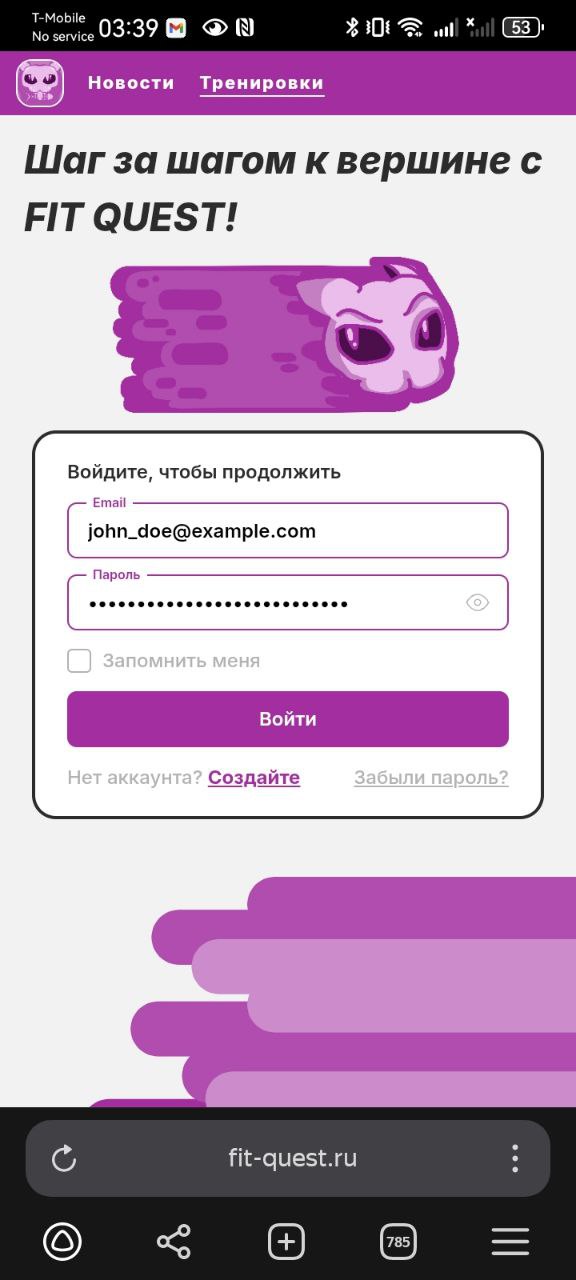 T-Mobile
No service 03:39 53
Новости Тренировки
Шаг за шагом к вершине с
FIT QUEST!
Войдите, чтобы продолжить
Email
john_doe@example.com
Пароль
•••••••••••••••••••••••••••
Запомнить меня
Войти
Нет аккаунта? Создайте Забыли пароль?
fit-quest.ru
785